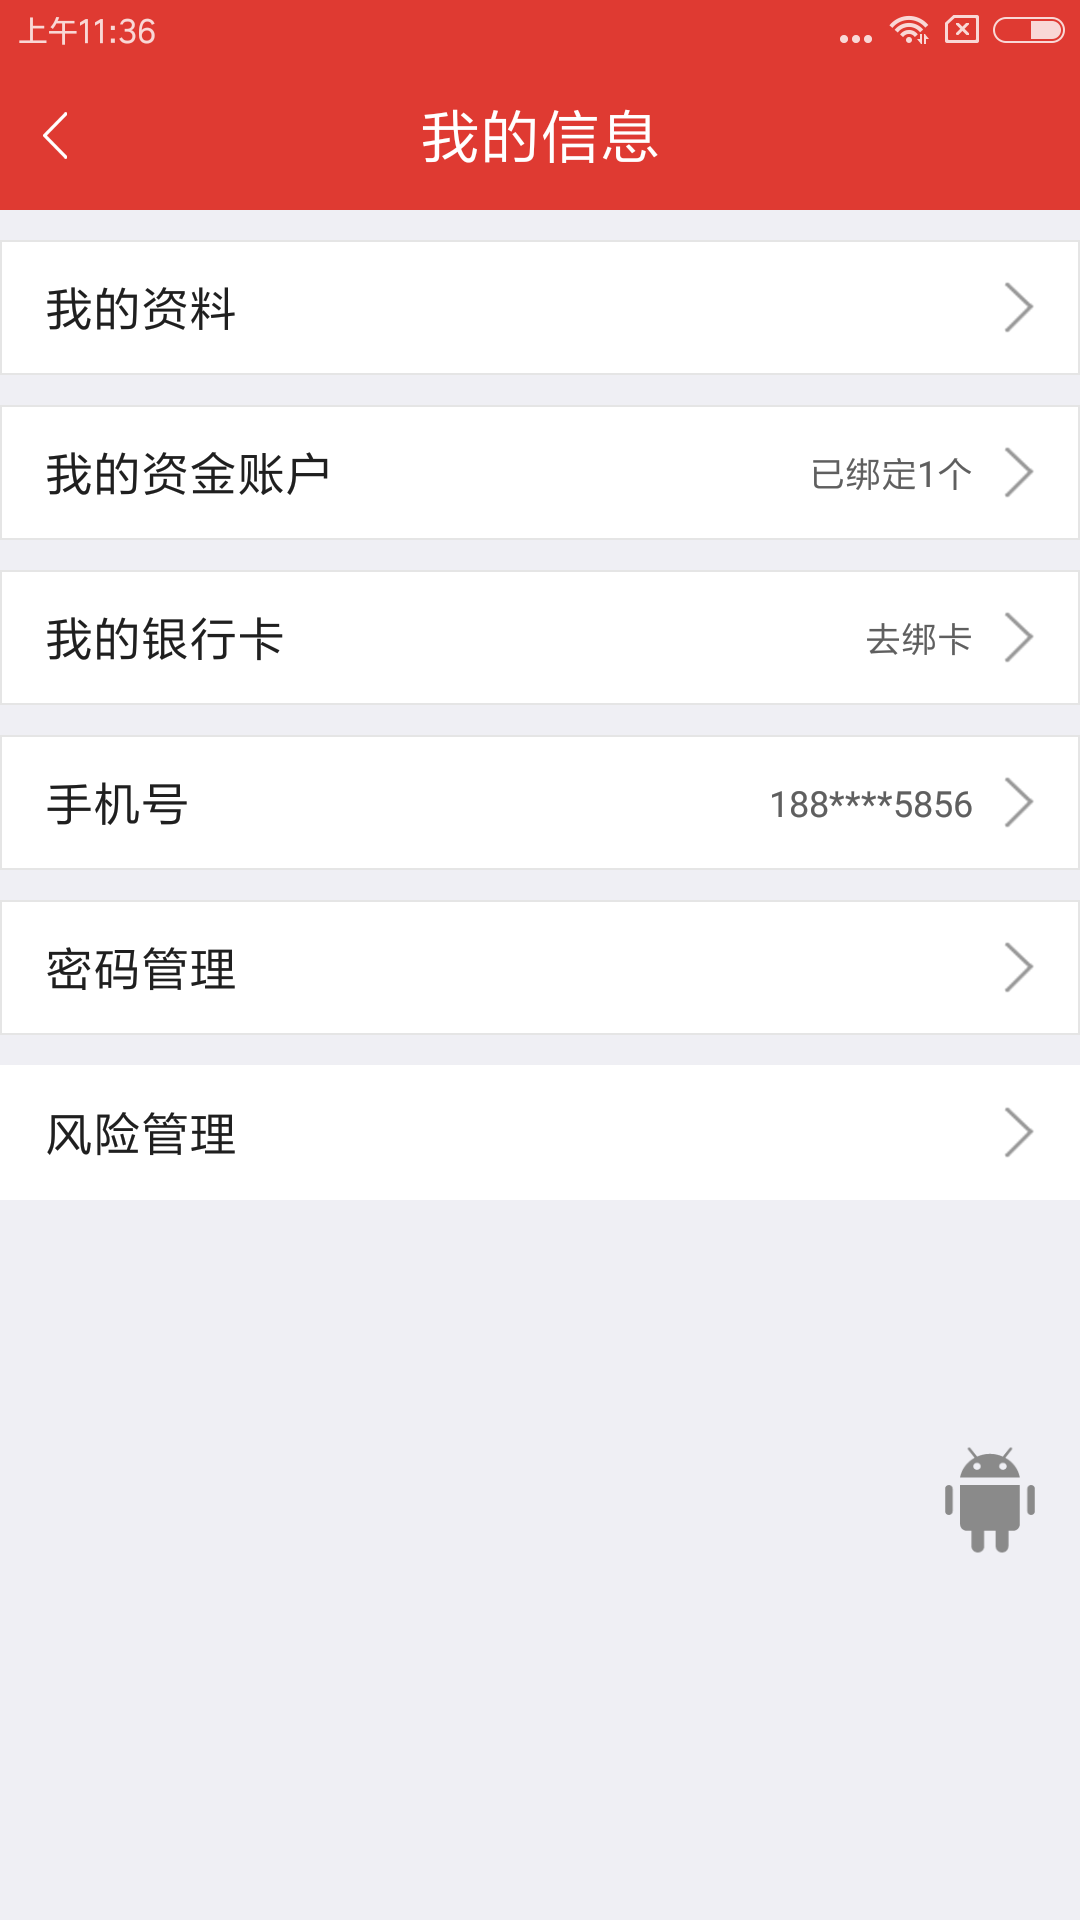 上午11:36
我的信息
我的资料
我的资金账户 已绑定1个
我的银行卡 去绑卡
手机号 188****5856
密码管理
风险管理